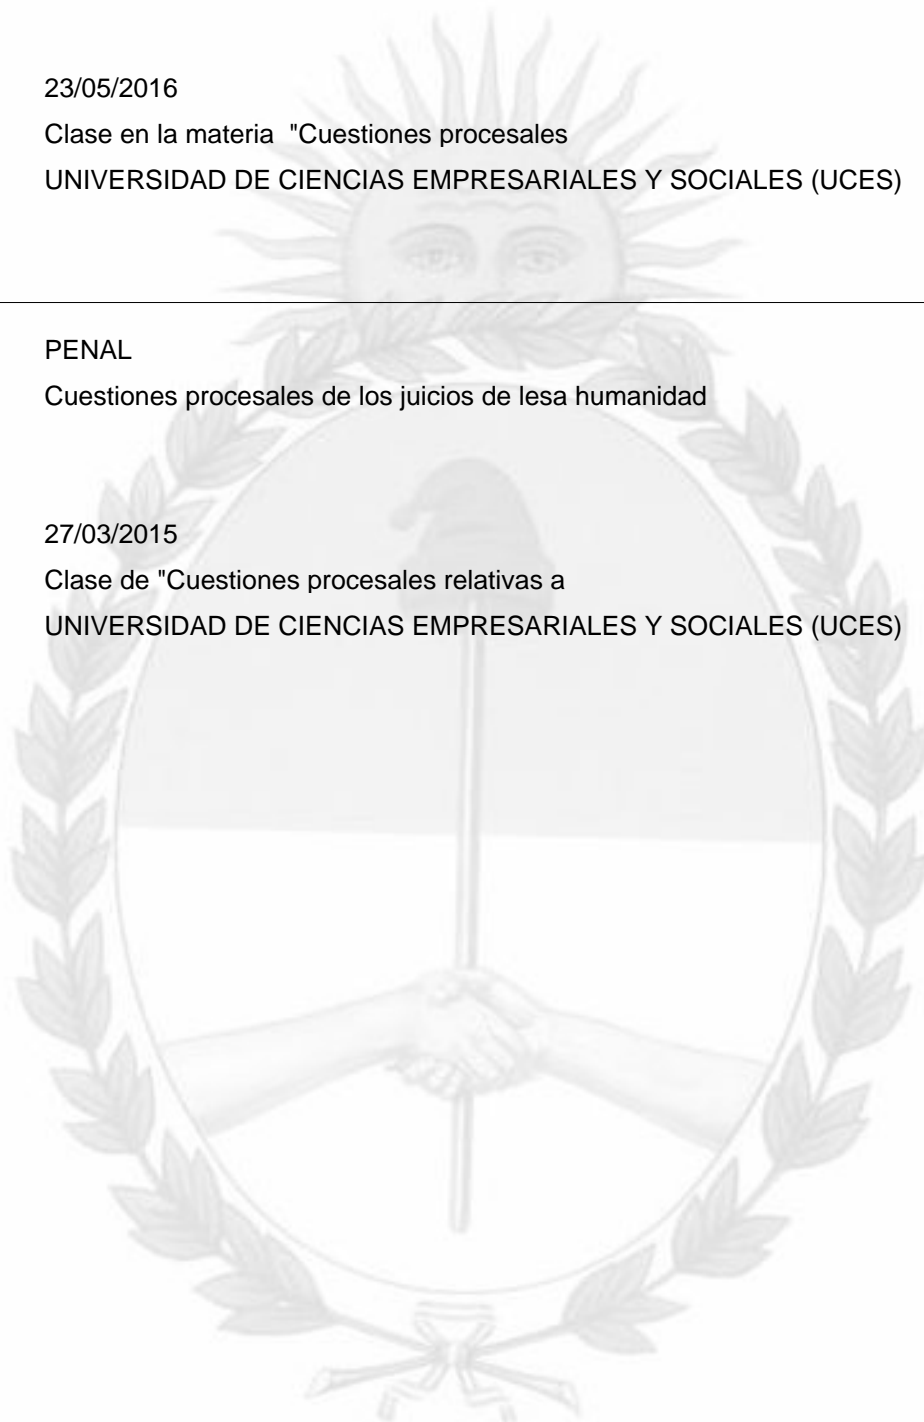 23/05/2016
Clase en la materia  "Cuestiones procesales
UNIVERSIDAD DE CIENCIAS EMPRESARIALES Y SOCIALES (UCES)
PENAL
Cuestiones procesales de los juicios de lesa humanidad
27/03/2015
Clase de "Cuestiones procesales relativas a
UNIVERSIDAD DE CIENCIAS EMPRESARIALES Y SOCIALES (UCES)